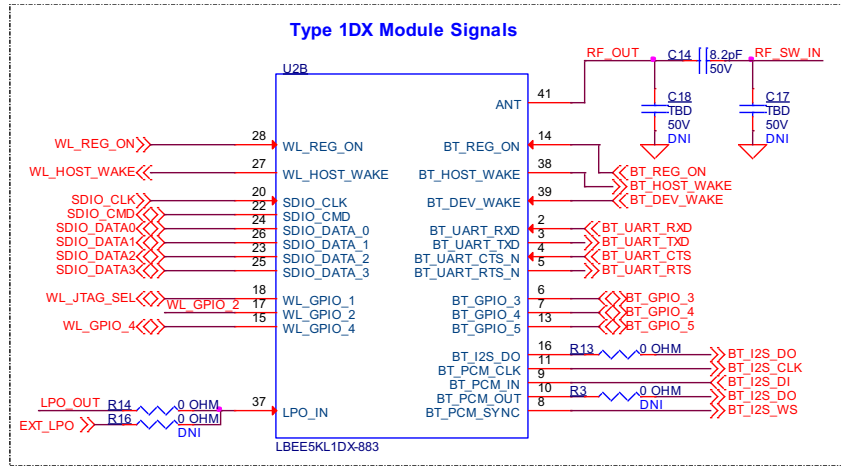 Type 1DX Module Signals
U2B
RF_OUT C14 8.2pF RF_SW_IN
50V
41
ANT
C18 C17
TBD TBD
50V 50V
DNI DNI
WL_REG_ON 28 WL_REG_ON BT_REG_ON 14
WL_HOST_WAKE 27 WL_HOST_WAKE BT_HOST_WAKE 38 BT_REG_ON
BT_HOST_WAKE
SDIO_CLK 20 SDIO_CLK BT_DEV_WAKE 39 BT_DEV_WAKE
SDIO_CMD 22 SDIO_CMD
SDIO_DATA0 24 SDIO_DATA_0 BT_UART_RXD 2 BT_UART_RXD
SDIO_DATA1 26 SDIO_DATA_1 BT_UART_TXD 3 BT_UART_TXD
SDIO_DATA2 23 SDIO_DATA_2 BT_UART_CTS_N 4 BT_UART_CTS
SDIO_DATA3 25 SDIO_DATA_3 BT_UART_RTS_N 5 BT_UART_RTS
WL_JTAG_SEL 18 WL_GPIO_1 BT_GPIO_3 6 BT_GPIO_3
WL_GPIO_2 17 WL_GPIO_2 BT_GPIO_4 7 BT_GPIO_4
WL_GPIO_4 15 WL_GPIO_4 BT_GPIO_5 13 BT_GPIO_5
BT_I2S_DO 16 R13 0 OHM BT_I2S_DO
BT_PCM_CLK 11 BT_I2S_CLK
BT_PCM_IN 9 BT_I2S_DI
BT_PCM_OUT 10 R3 0 OHM BT_I2S_DO
LPO_OUT R14 0 OHM 37 LPO_IN BT_PCM_SYNC 8 DNI BT_I2S_WS
EXT_LPO R16 0 OHM
DNI
LBEE5KL1DX-883